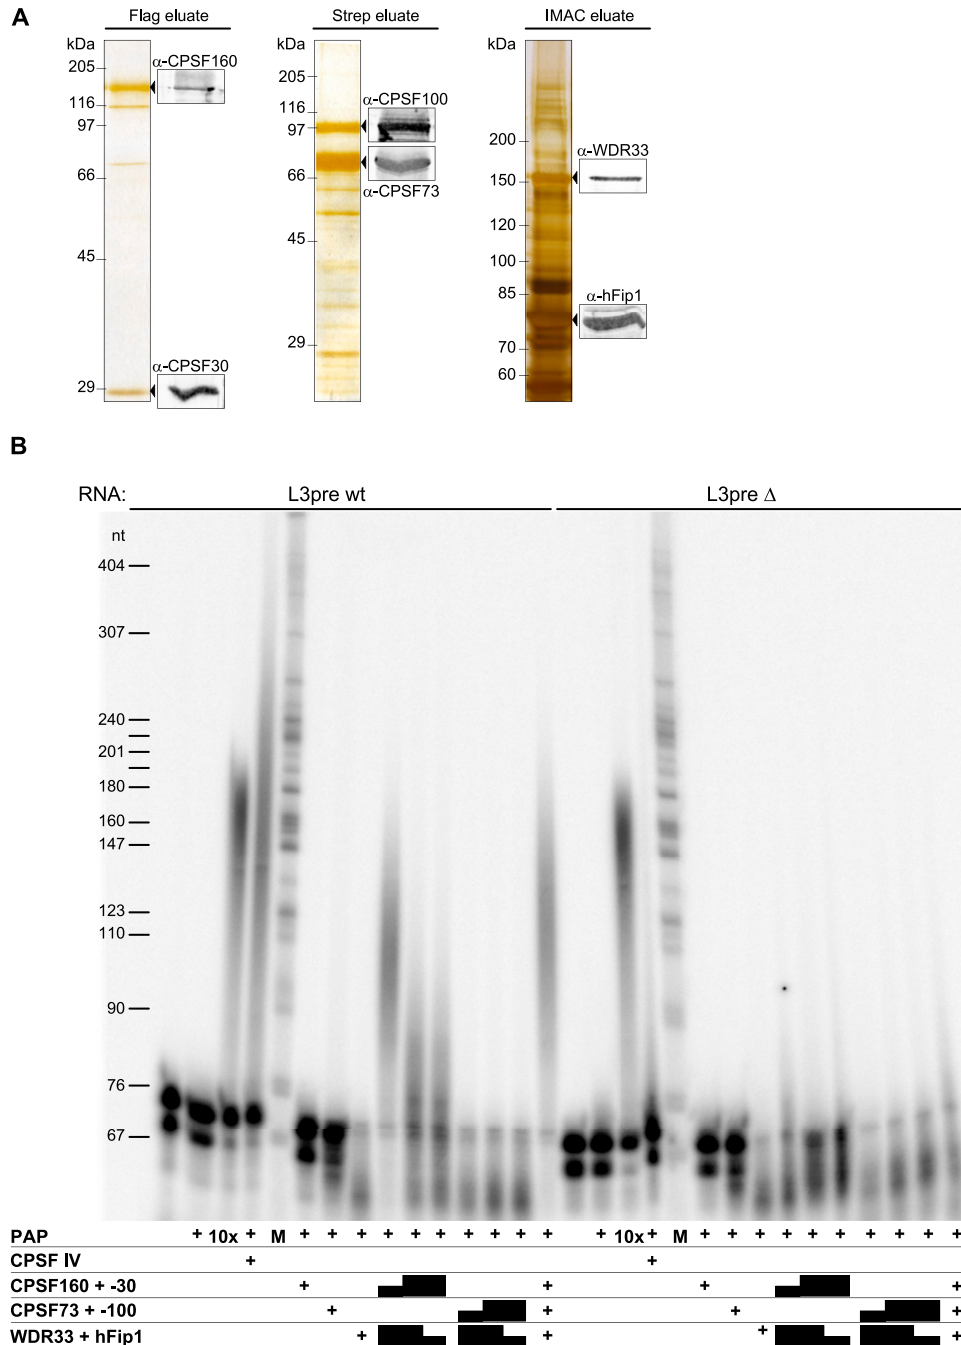 A
Flag eluate
Strep eluate
IMAC eluate
kDa
205
116
97
66
45
29
α-CPSF160
α-CPSF30
kDa
205
116
97
66
45
29
α-CPSF100
α-CPSF73
kDa
200
150
120
100
85
70
60
α-WDR33
α-hFip1
B
RNA: L3pre wt L3pre Δ
nt
404
307
240
201
180
160
147
123
110
90
76
67
PAP + 10x + M + + + + + + + + + + + 10x + M + + + + + + + + + +
CPSF IV + +
CPSF160 + -30 + + + +
CPSF73 + -100 + + + +
WDR33 + hFip1 + + + +